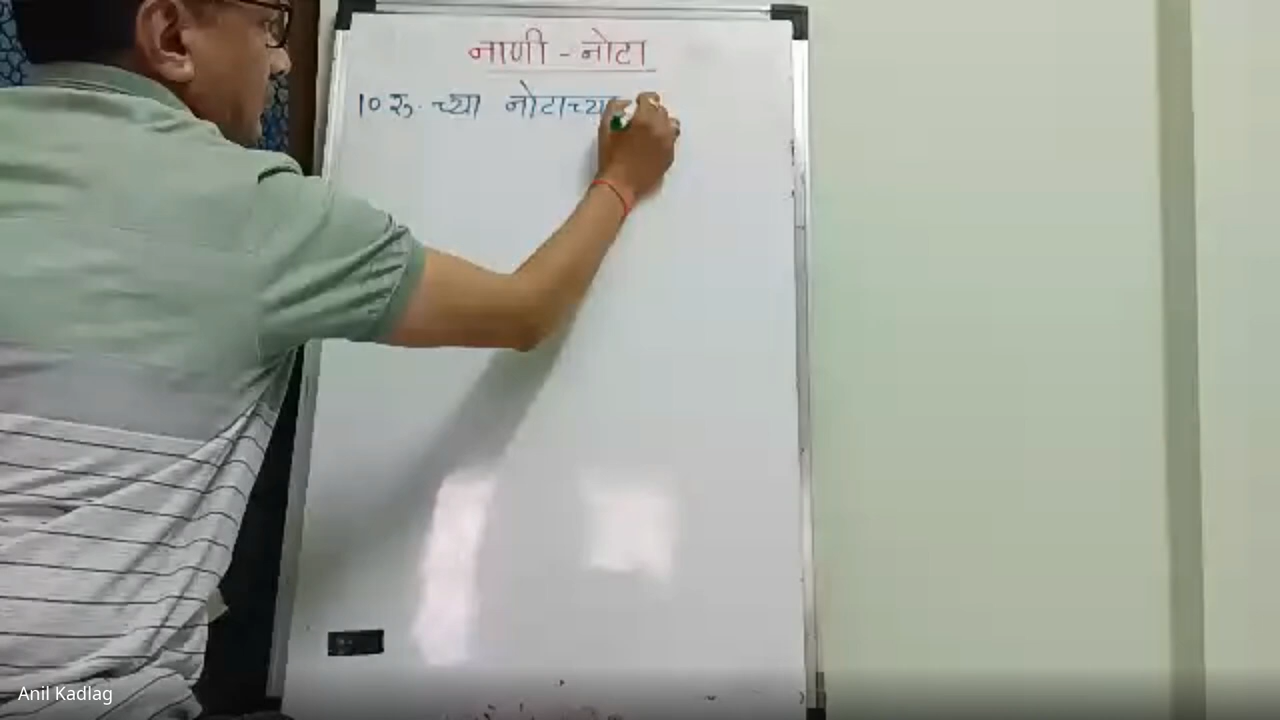 नाणी - नोटा
१० रु. च्या नोटाच्या
Anil Kadlag